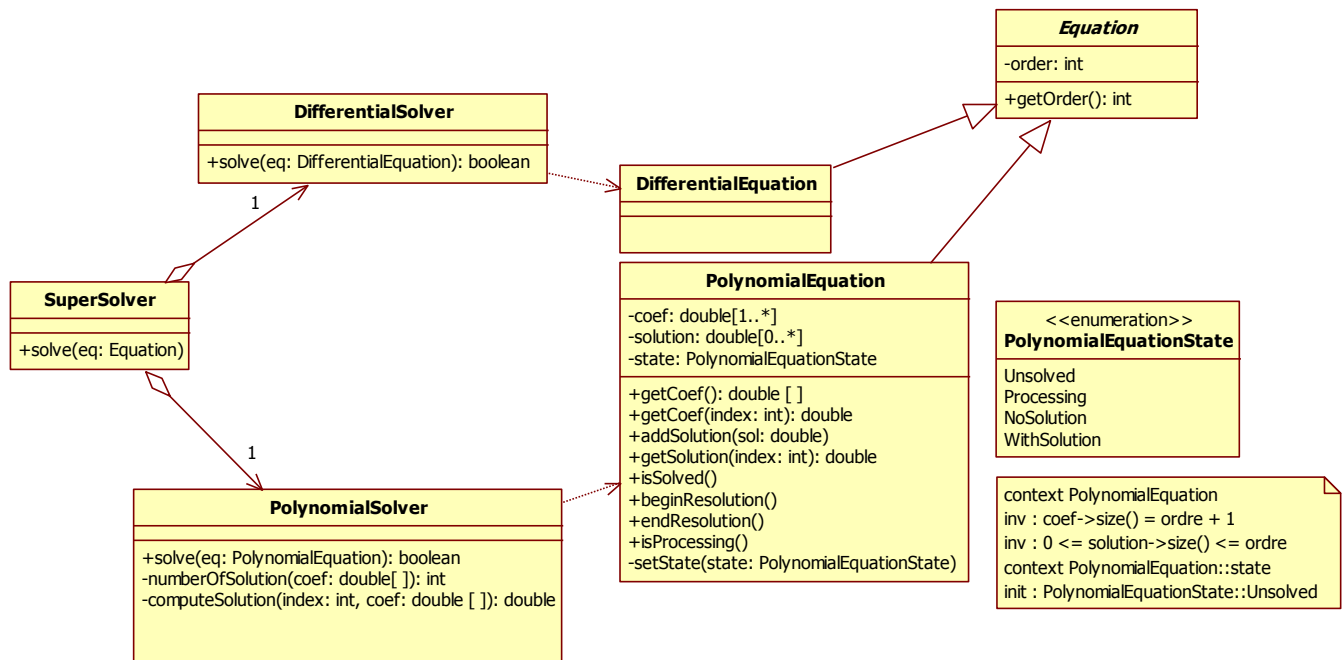 Equation
-order: int
+getOrder(): int
DifferentialSolver
+solve(eq: DifferentialEquation): boolean
DifferentialEquation
1
SuperSolver
+solve(eq: Equation)
1
PolynomialEquation
-coef: double[1..*]
-solution: double[0..*]
-state: PolynomialEquationState
+getCoef(): double [ ]
+getCoef(index: int): double
+addSolution(sol: double)
+getSolution(index: int): double
+isSolved()
+beginResolution()
+endResolution()
+isProcessing()
-setState(state: PolynomialEquationState)
<<enumeration>>
PolynomialEquationState
Unsolved
Processing
NoSolution
WithSolution
PolynomialSolver
+solve(eq: PolynomialEquation): boolean
-numberOfSolution(coef: double[ ]): int
-computeSolution(index: int, coef: double [ ]): double
context PolynomialEquation
inv : coef->size() = ordre + 1
inv : 0 <= solution->size() <= ordre
context PolynomialEquation::state
init : PolynomialEquationState::Unsolved